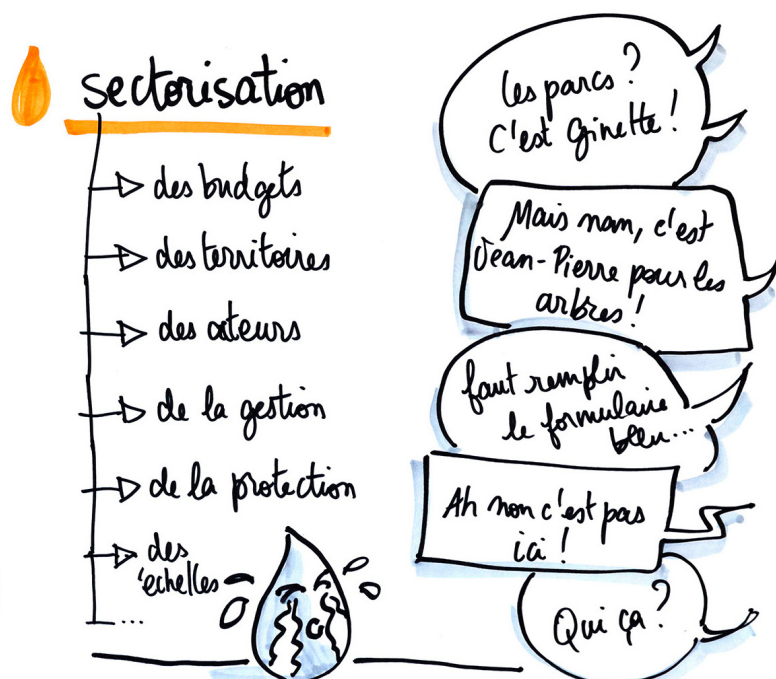 sectorisation
des budgets
des territoires
des acteurs
de la gestion
de la protection
des
échelles
...
les parcs ?
C'est Ginette !
Mais nan, c'est
Jean-Pierre pour les
arbres !
faut remplir
le formulaire
bleu...
Ah non c'est pas
ici !
Qui ça ?